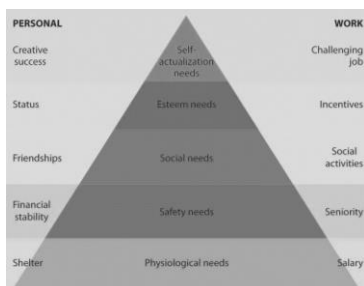 PERSONAL
WORK
Creative
success
Self-
actualization
needs
Challenging
job
Status
Esteem needs
Incentives
Friendships
Social needs
Social
activities
Financial
stability
Safety needs
Seniority
Shelter
Physiological needs
Salary